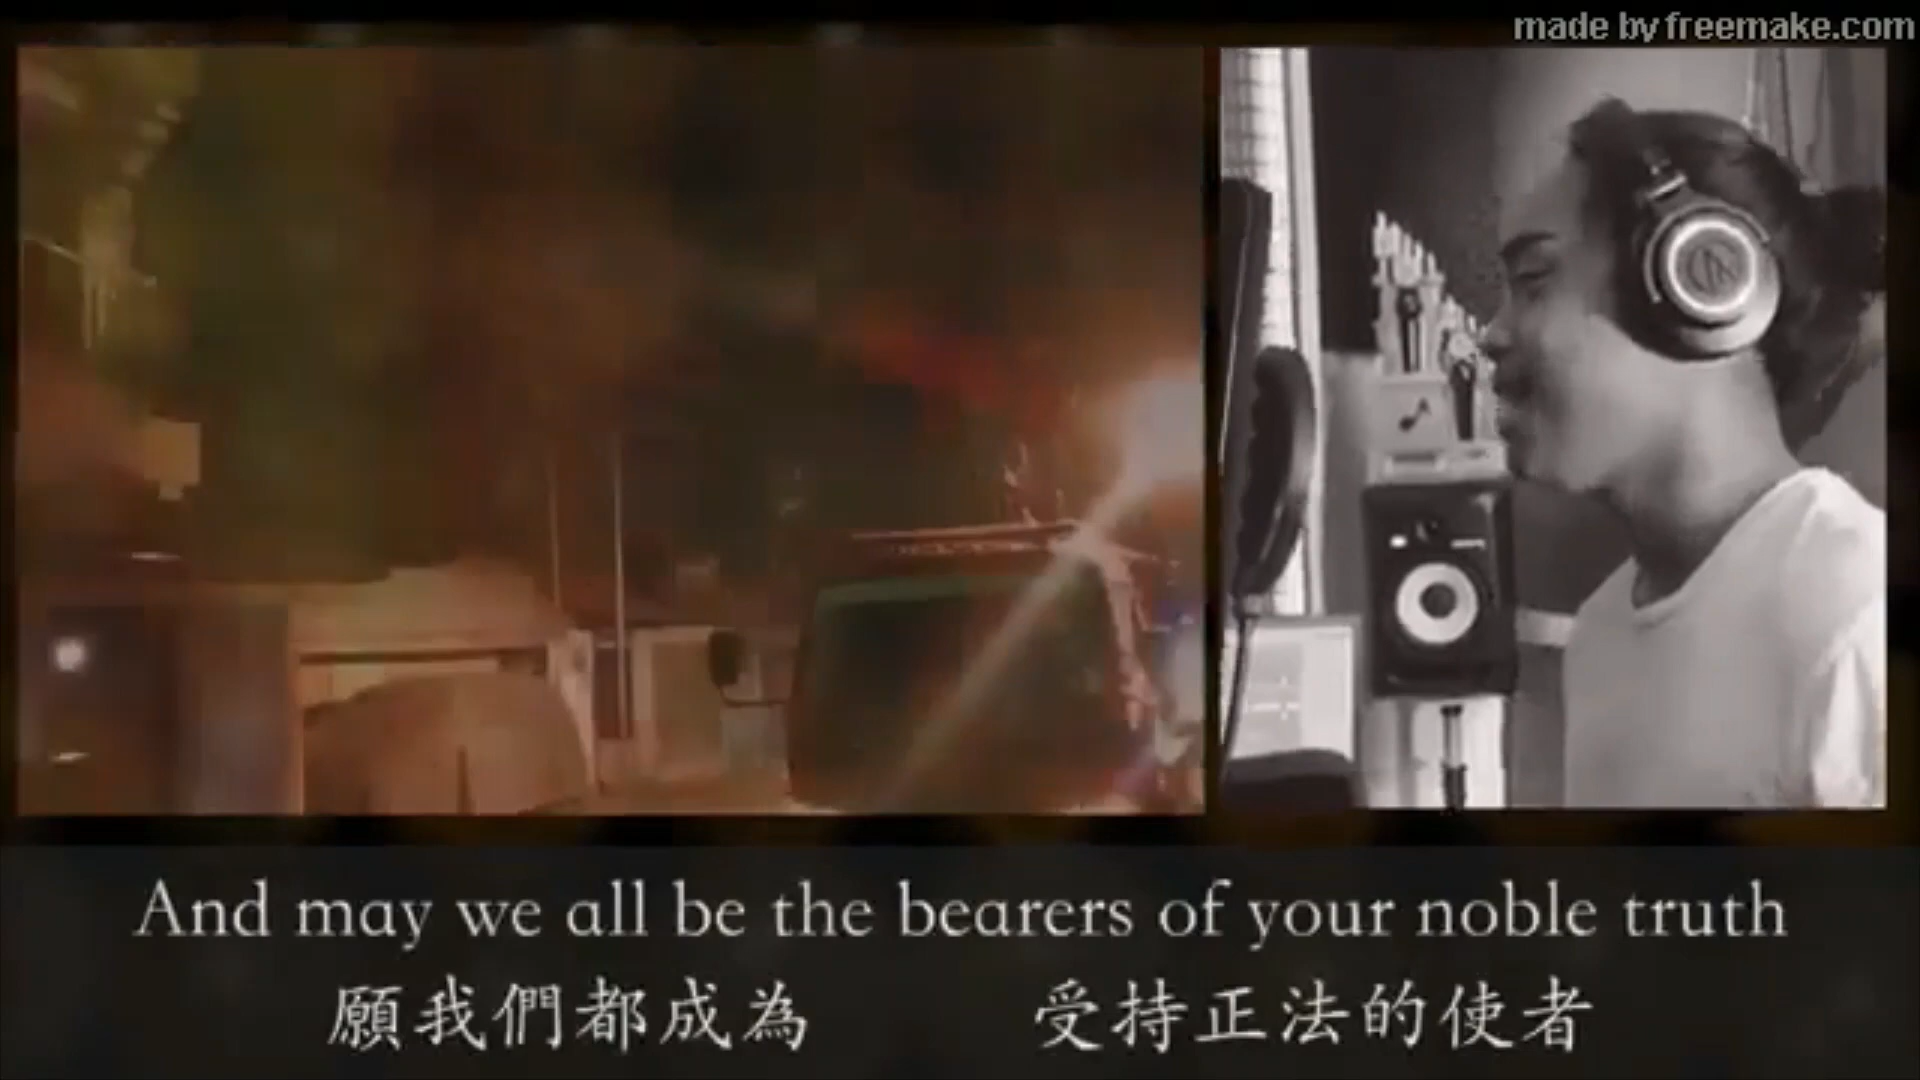 made by freemake.com
And may we all be the bearers of your noble truth
願我們都成為 受持正法的使者